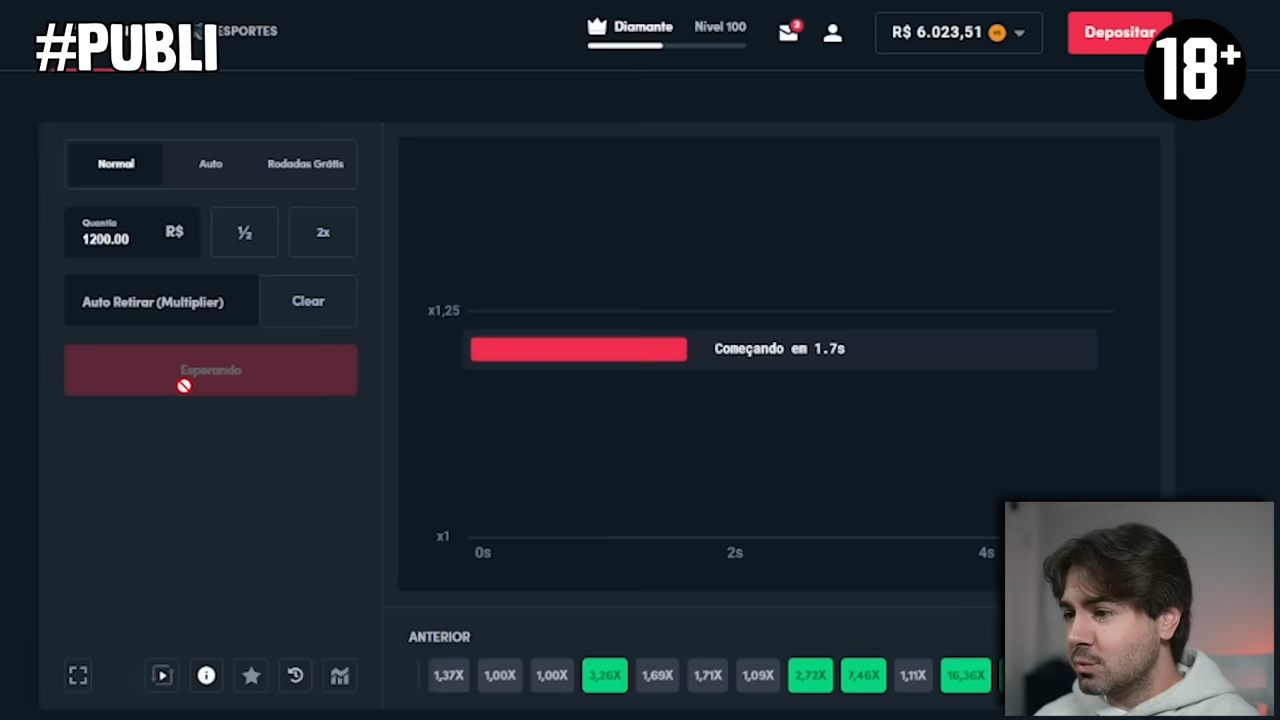 #PUBLI
ESPORTES
Diamante
Nível 100
3
R$ 6.023,51
Depositar
18+
Normal
Auto
Rodadas Grátis
Quantia
1200.00
R$
½
2x
Auto Retirar (Multiplier)
Clear
Esperando
x1,25
Começando em 1.7s
x1
0s
2s
4s
ANTERIOR
1,37X
1,00X
1,00X
3,26X
1,69X
1,71X
1,09X
2,72X
7,46X
1,11X
16,36X